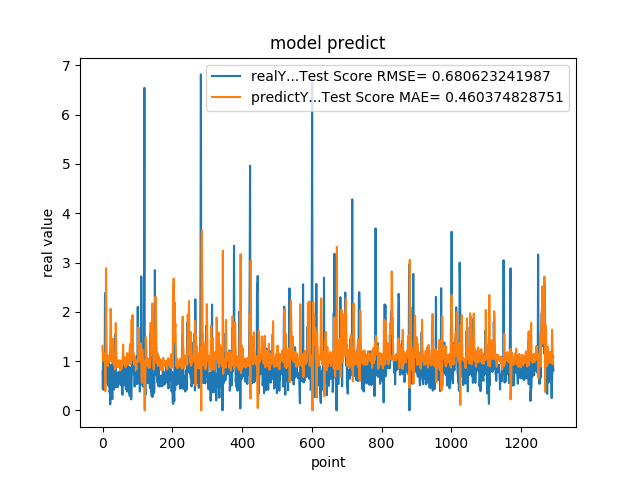 model predict
realY...Test Score RMSE= 0.680623241987
predictY...Test Score MAE= 0.460374828751
7
6
5
4
3
2
1
0
real value
0 200 400 600 800 1000 1200
point